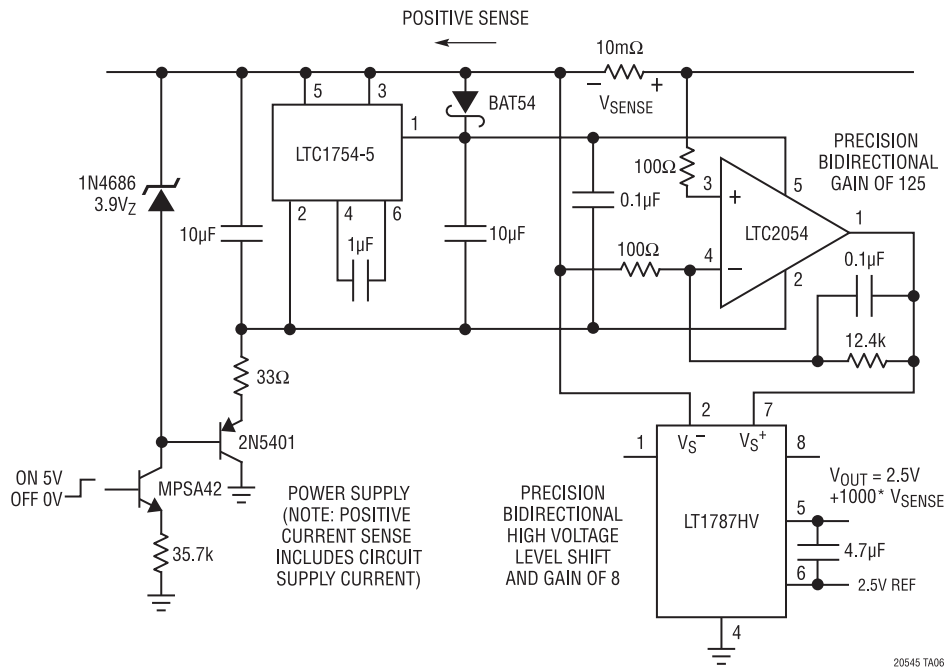 POSITIVE SENSE
10mΩ
– +
VSENSE
5
3
1
BAT54
LTC1754-5
2
4
6
1µF
1N4686
3.9VZ
10µF
10µF
0.1µF
100Ω
3
+
5
PRECISION
BIDIRECTIONAL
GAIN OF 125
LTC2054
1
100Ω
4
–
2
0.1µF
12.4k
33Ω
2N5401
ON 5V
OFF 0V
MPSA42
35.7k
POWER SUPPLY
(NOTE: POSITIVE
CURRENT SENSE
INCLUDES CIRCUIT
SUPPLY CURRENT)
PRECISION
BIDIRECTIONAL
HIGH VOLTAGE
LEVEL SHIFT
AND GAIN OF 8
2
7
1
VS–
VS+
8
LT1787HV
VOUT = 2.5V
+1000* VSENSE
5
4.7µF
6
2.5V REF
4
20545 TA06